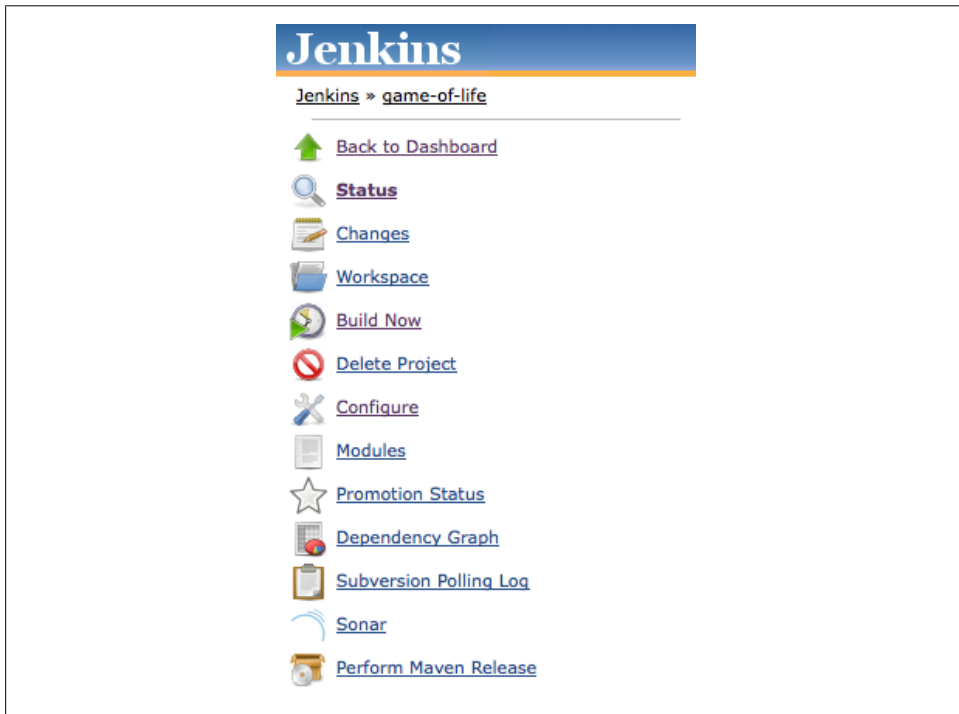 Jenkins
Jenkins » game-of-life
Back to Dashboard
Status
Changes
Workspace
Build Now
Delete Project
Configure
Modules
Promotion Status
Dependency Graph
Subversion Polling Log
Sonar
Perform Maven Release